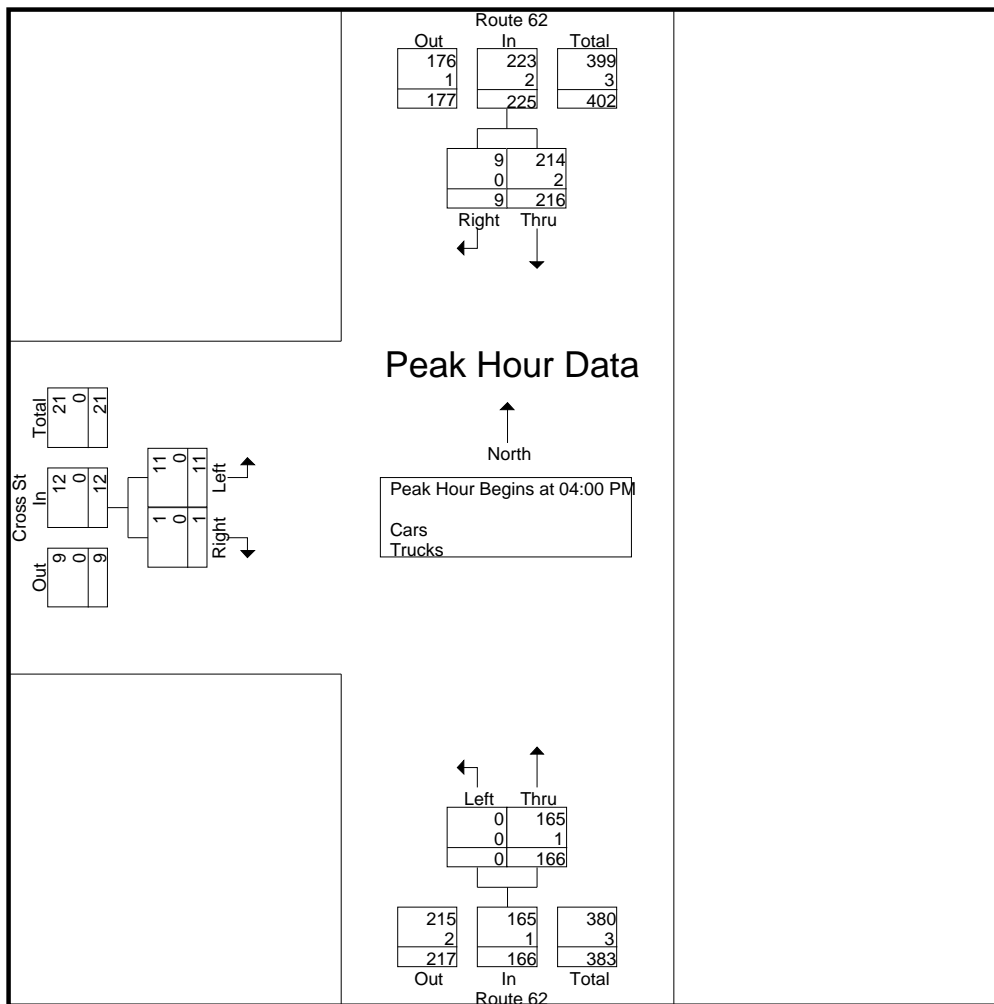 Route 62
Out In Total
176 223 399
1 2 3
177 225 402
9 214
0 2
9 216
Right Thru
Peak Hour Data
North
Peak Hour Begins at 04:00 PM
Cars
Trucks
Cross St
Total
21
0
21
In
12
0
12
Out
9
0
9
Left
11
0
11
Right
1
0
1
Left Thru
0 165
0 1
0 166
215 165 380
2 1 3
217 166 383
Out In Total
Route 62